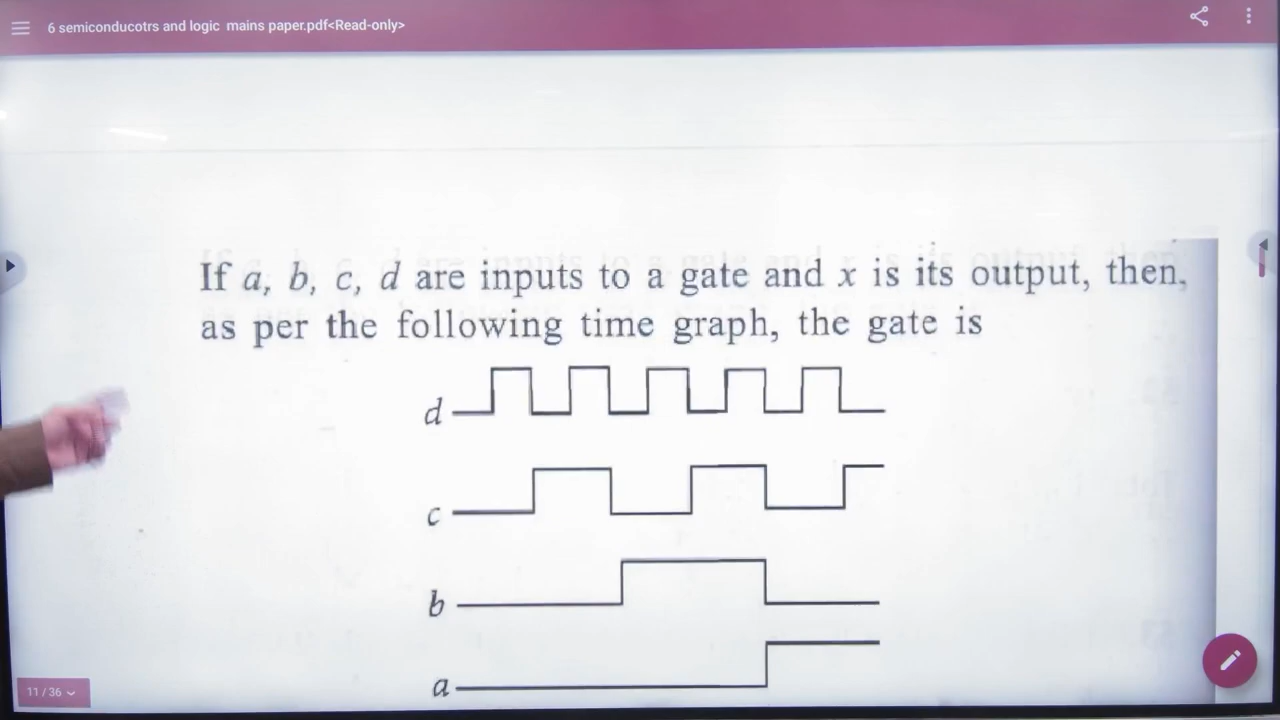 6 semiconducotrs and logic mains paper.pdf<Read-only>
If a, b, c, d are inputs to a gate and x is its output, then,
as per the following time graph, the gate is
d
c
b
a
11 / 36